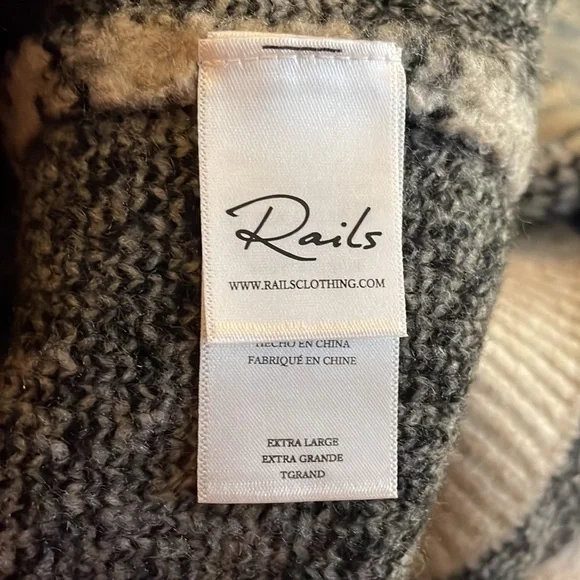 Rails
WWW.RAILSCLOTHING.COM
HECHO EN CHINA
FABRIQUÉ EN CHINE
EXTRA LARGE
EXTRA GRANDE
TGRAND